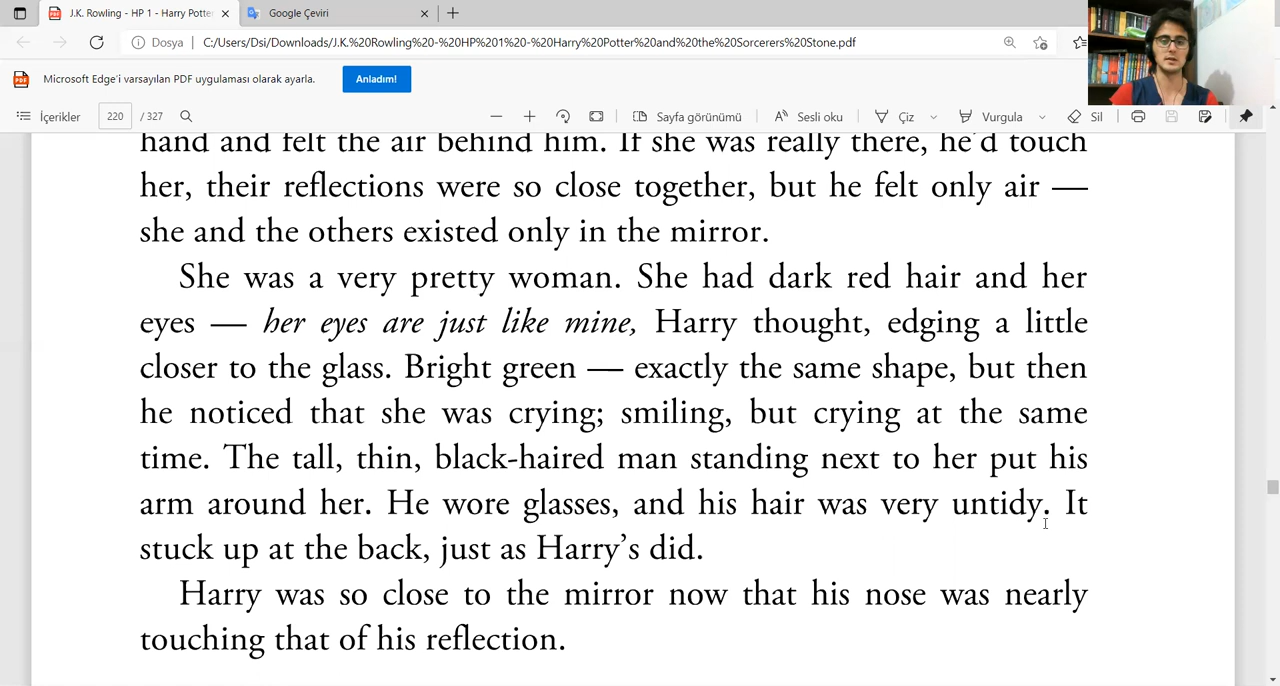 J.K. Rowling - HP 1 - Harry Potte
Google Çeviri
Dosya
C:/Users/Dsi/Downloads/J.K.%20Rowling%20-%20HP%201%20-%20Harry%20Potter%20and%20the%20Sorcerers%20Stone.pdf
Microsoft Edge'i varsayılan PDF uygulaması olarak ayarla.
Anladım!
İçerikler
220 / 327
Sayfa görünümü
Sesli oku
Çiz
Vurgula
Sil
hand and felt the air behind him. If she was really there, he'd touch
her, their reflections were so close together, but he felt only air —
she and the others existed only in the mirror.
She was a very pretty woman. She had dark red hair and her
eyes — her eyes are just like mine, Harry thought, edging a little
closer to the glass. Bright green — exactly the same shape, but then
he noticed that she was crying; smiling, but crying at the same
time. The tall, thin, black-haired man standing next to her put his
arm around her. He wore glasses, and his hair was very untidy. It
stuck up at the back, just as Harry's did.
Harry was so close to the mirror now that his nose was nearly
touching that of his reflection.